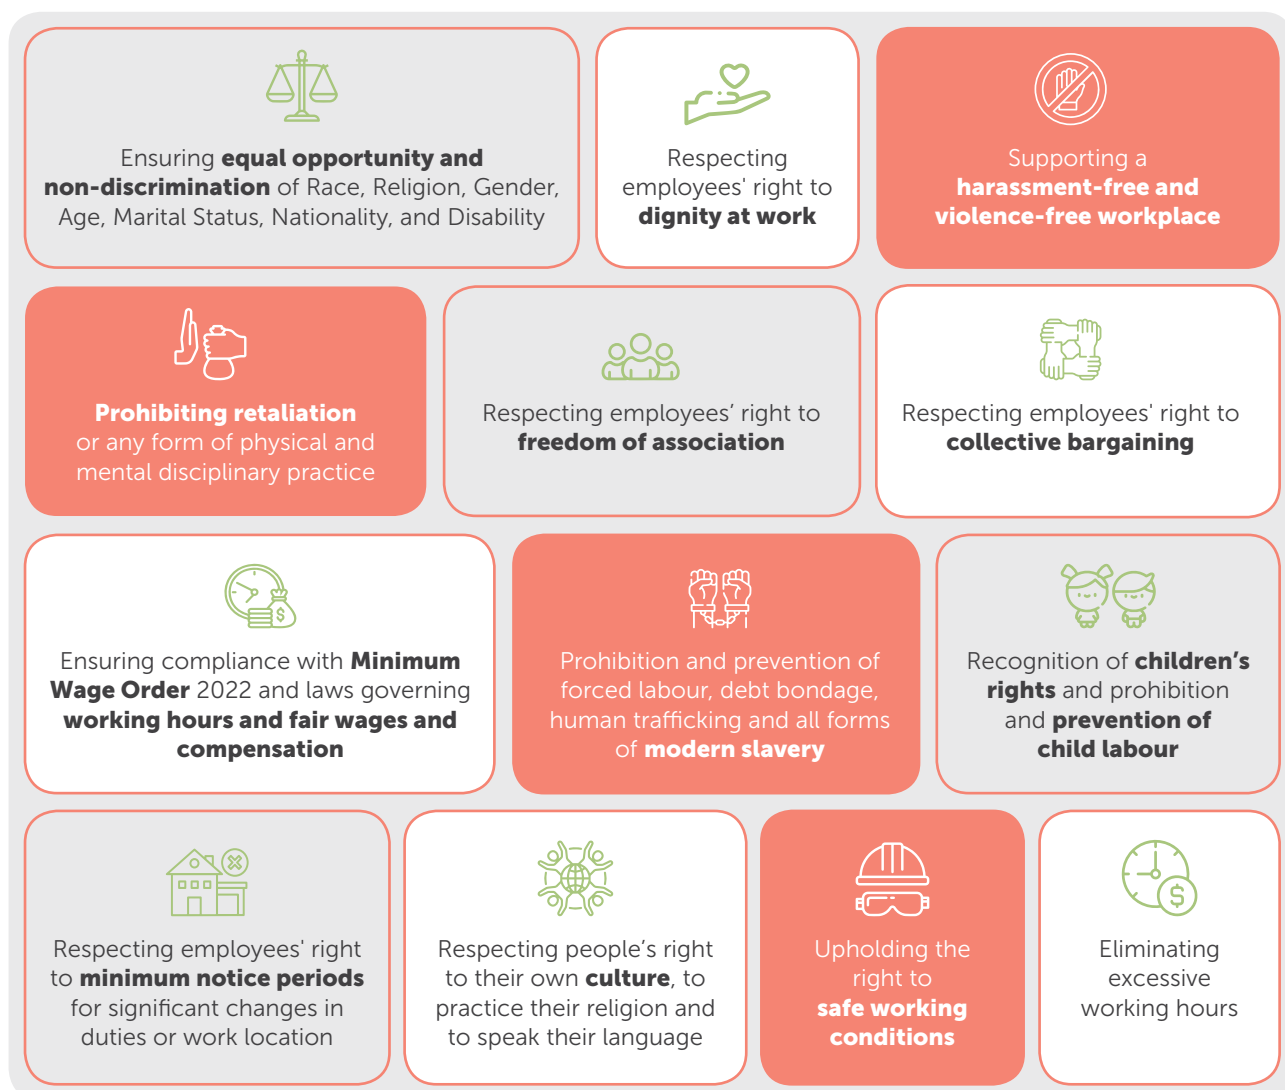 Ensuring equal opportunity and
non-discrimination of Race, Religion, Gender,
Age, Marital Status, Nationality, and Disability
Respecting
employees' right to
dignity at work
Supporting a
harassment-free and
violence-free workplace
Prohibiting retaliation
or any form of physical and
mental disciplinary practice
Respecting employees’ right to
freedom of association
Respecting employees' right to
collective bargaining
Ensuring compliance with Minimum
Wage Order 2022 and laws governing
working hours and fair wages and
compensation
Prohibition and prevention of
forced labour, debt bondage,
human trafficking and all forms
of modern slavery
Recognition of children’s
rights and prohibition
and prevention of
child labour
Respecting employees' right
to minimum notice periods
for significant changes in
duties or work location
Respecting people’s right
to their own culture, to
practice their religion and
to speak their language
Upholding the
right to
safe working
conditions
Eliminating
excessive
working hours